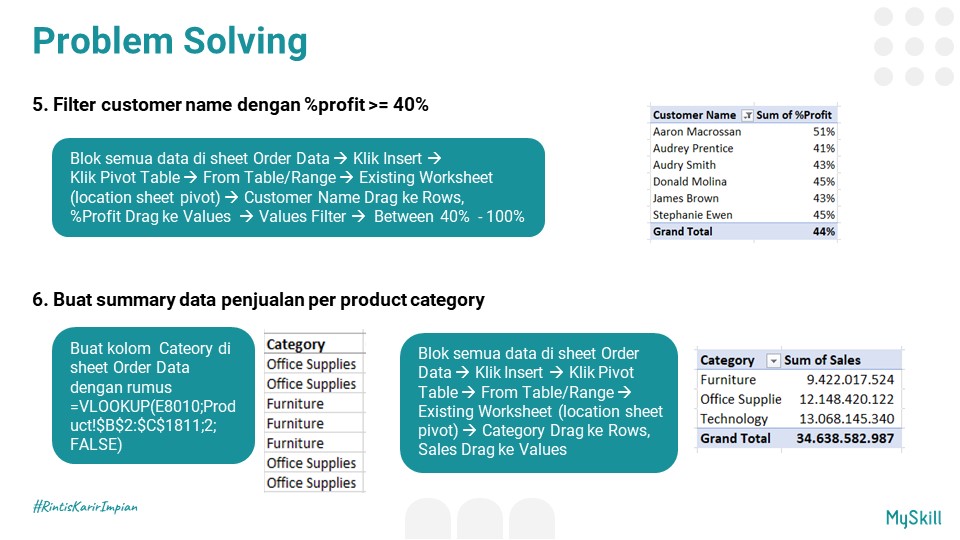 Problem Solving
5. Filter customer name dengan %profit >= 40%
Blok semua data di sheet Order Data → Klik Insert →
Klik Pivot Table → From Table/Range → Existing Worksheet
(location sheet pivot) → Customer Name Drag ke Rows,
%Profit Drag ke Values → Values Filter → Between 40% - 100%
Customer Name Sum of %Profit
Aaron Macrossan 51%
Audrey Prentice 41%
Audry Smith 43%
Donald Molina 45%
James Brown 43%
Stephanie Ewen 45%
Grand Total 44%
6. Buat summary data penjualan per product category
Buat kolom Cateory di
sheet Order Data
dengan rumus
=VLOOKUP(E8010;Prod
uct!$B$2:$C$1811;2;
FALSE)
Category
Office Supplies
Office Supplies
Furniture
Furniture
Furniture
Office Supplies
Office Supplies
Blok semua data di sheet Order
Data → Klik Insert → Klik Pivot
Table → From Table/Range →
Existing Worksheet (location sheet
pivot) → Category Drag ke Rows,
Sales Drag ke Values
Category Sum of Sales
Furniture 9.422.017.524
Office Supplie 12.148.420.122
Technology 13.068.145.340
Grand Total 34.638.582.987
#RintisKarirImpian
MySkill